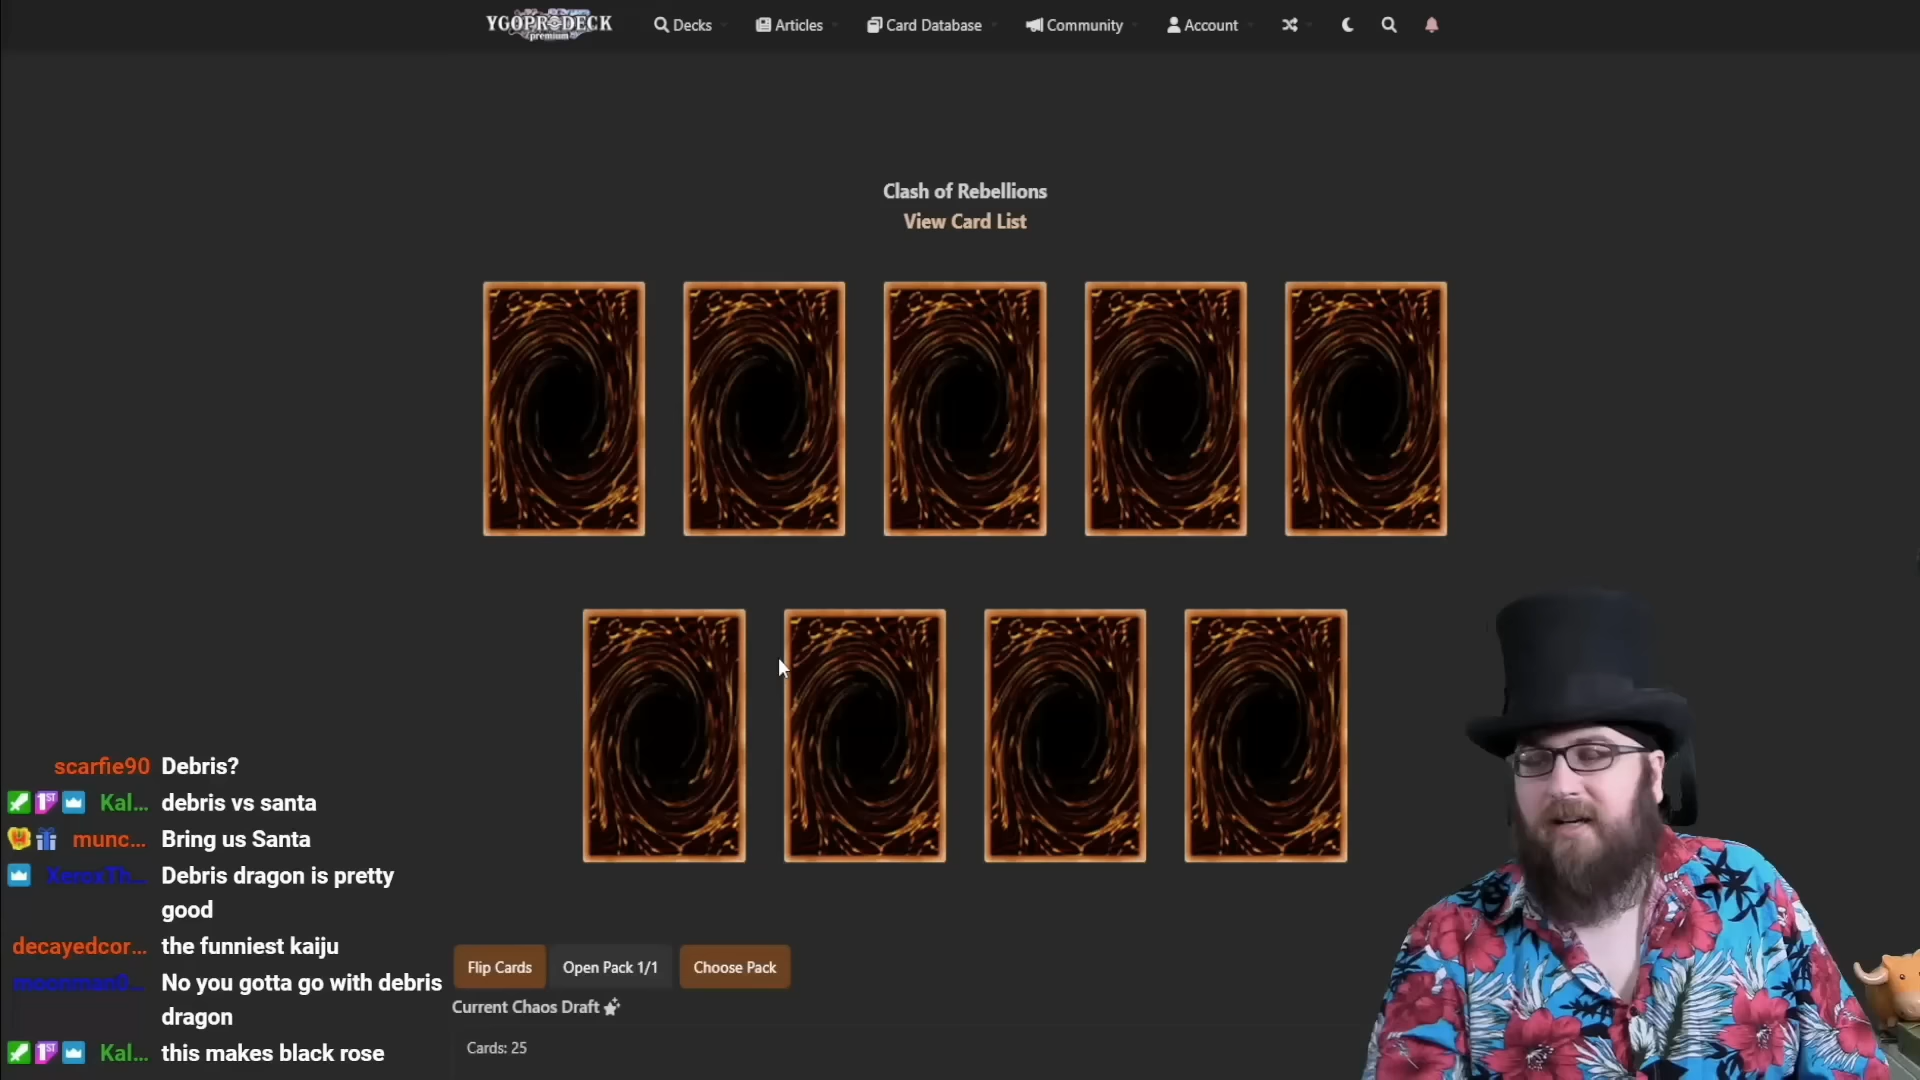 YGOPRODECK
premium
Decks
Articles
Card Database
Community
Account
Clash of Rebellions
View Card List
scarfie90 Debris?
1ST Kal... debris vs santa
munc... Bring us Santa
XeroxTh... Debris dragon is pretty
good
decayedcor... the funniest kaiju
No you gotta go with debris
dragon
1ST Kal... this makes black rose
Flip Cards
Open Pack 1/1
Choose Pack
Current Chaos Draft
Cards: 25